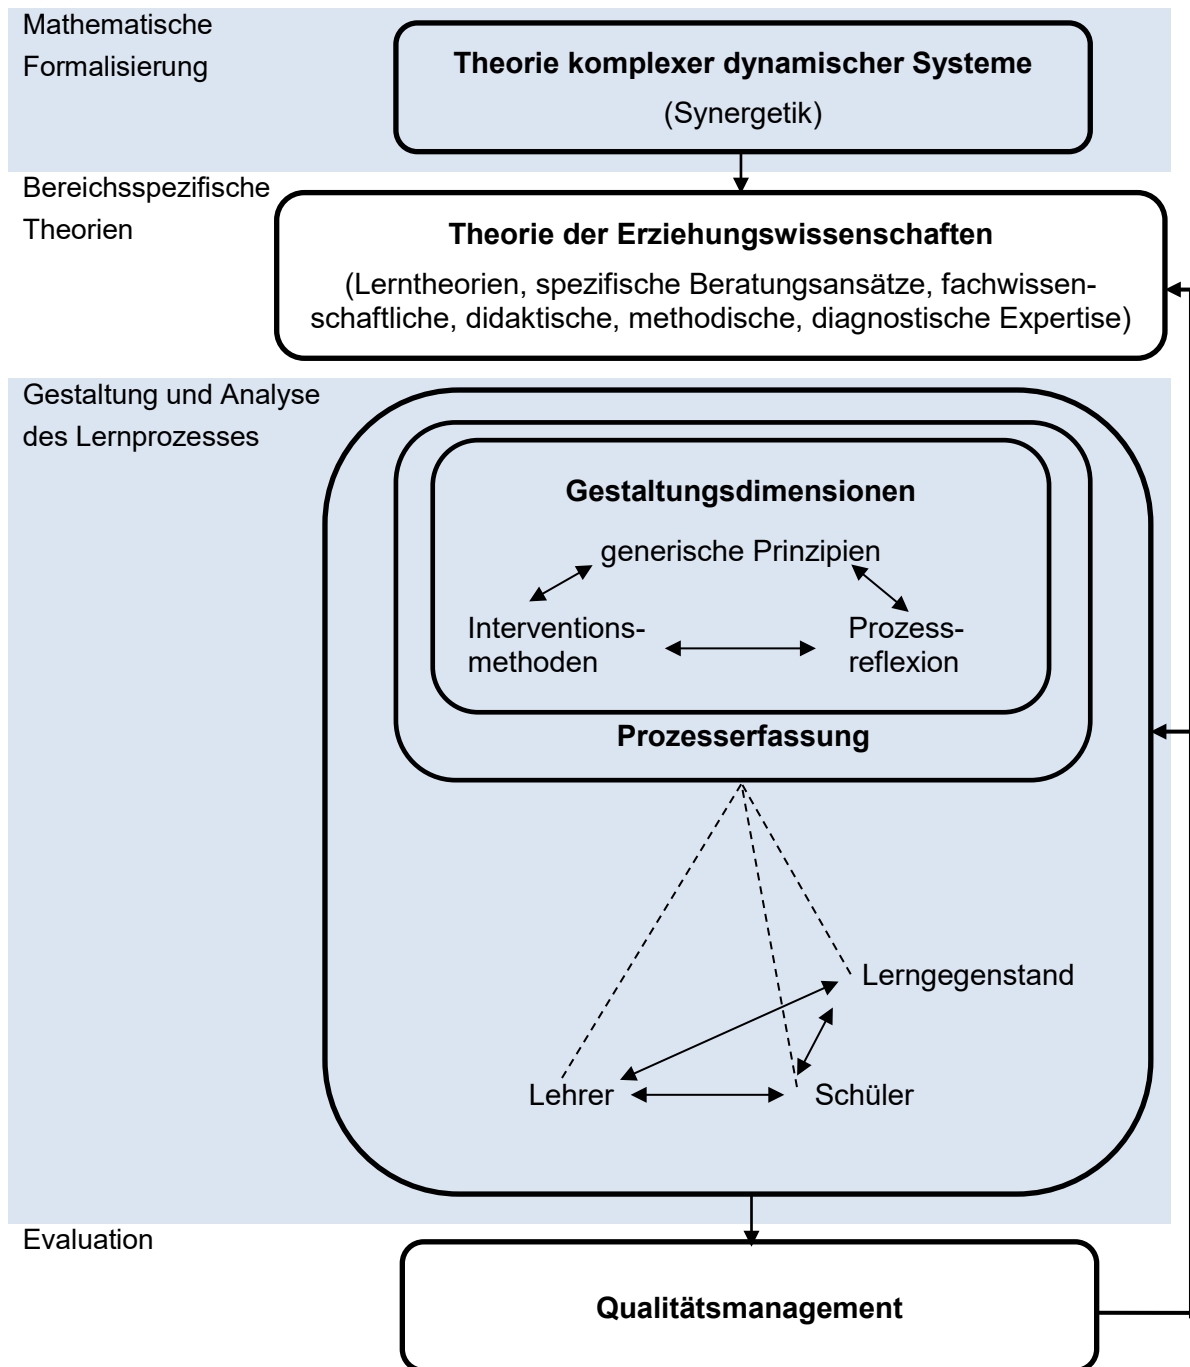 Mathematische
Formalisierung
Theorie komplexer dynamischer Systeme
(Synergetik)
Bereichsspezifische
Theorien
Theorie der Erziehungswissenschaften
(Lerntheorien, spezifische Beratungsansätze, fachwissen-
schaftliche, didaktische, methodische, diagnostische Expertise)
Gestaltung und Analyse
des Lernprozesses
Gestaltungsdimensionen
generische Prinzipien
Interventions-
methoden
Prozess-
reflexion
Prozesserfassung
Lerngegenstand
Lehrer
Schüler
Evaluation
Qualitätsmanagement